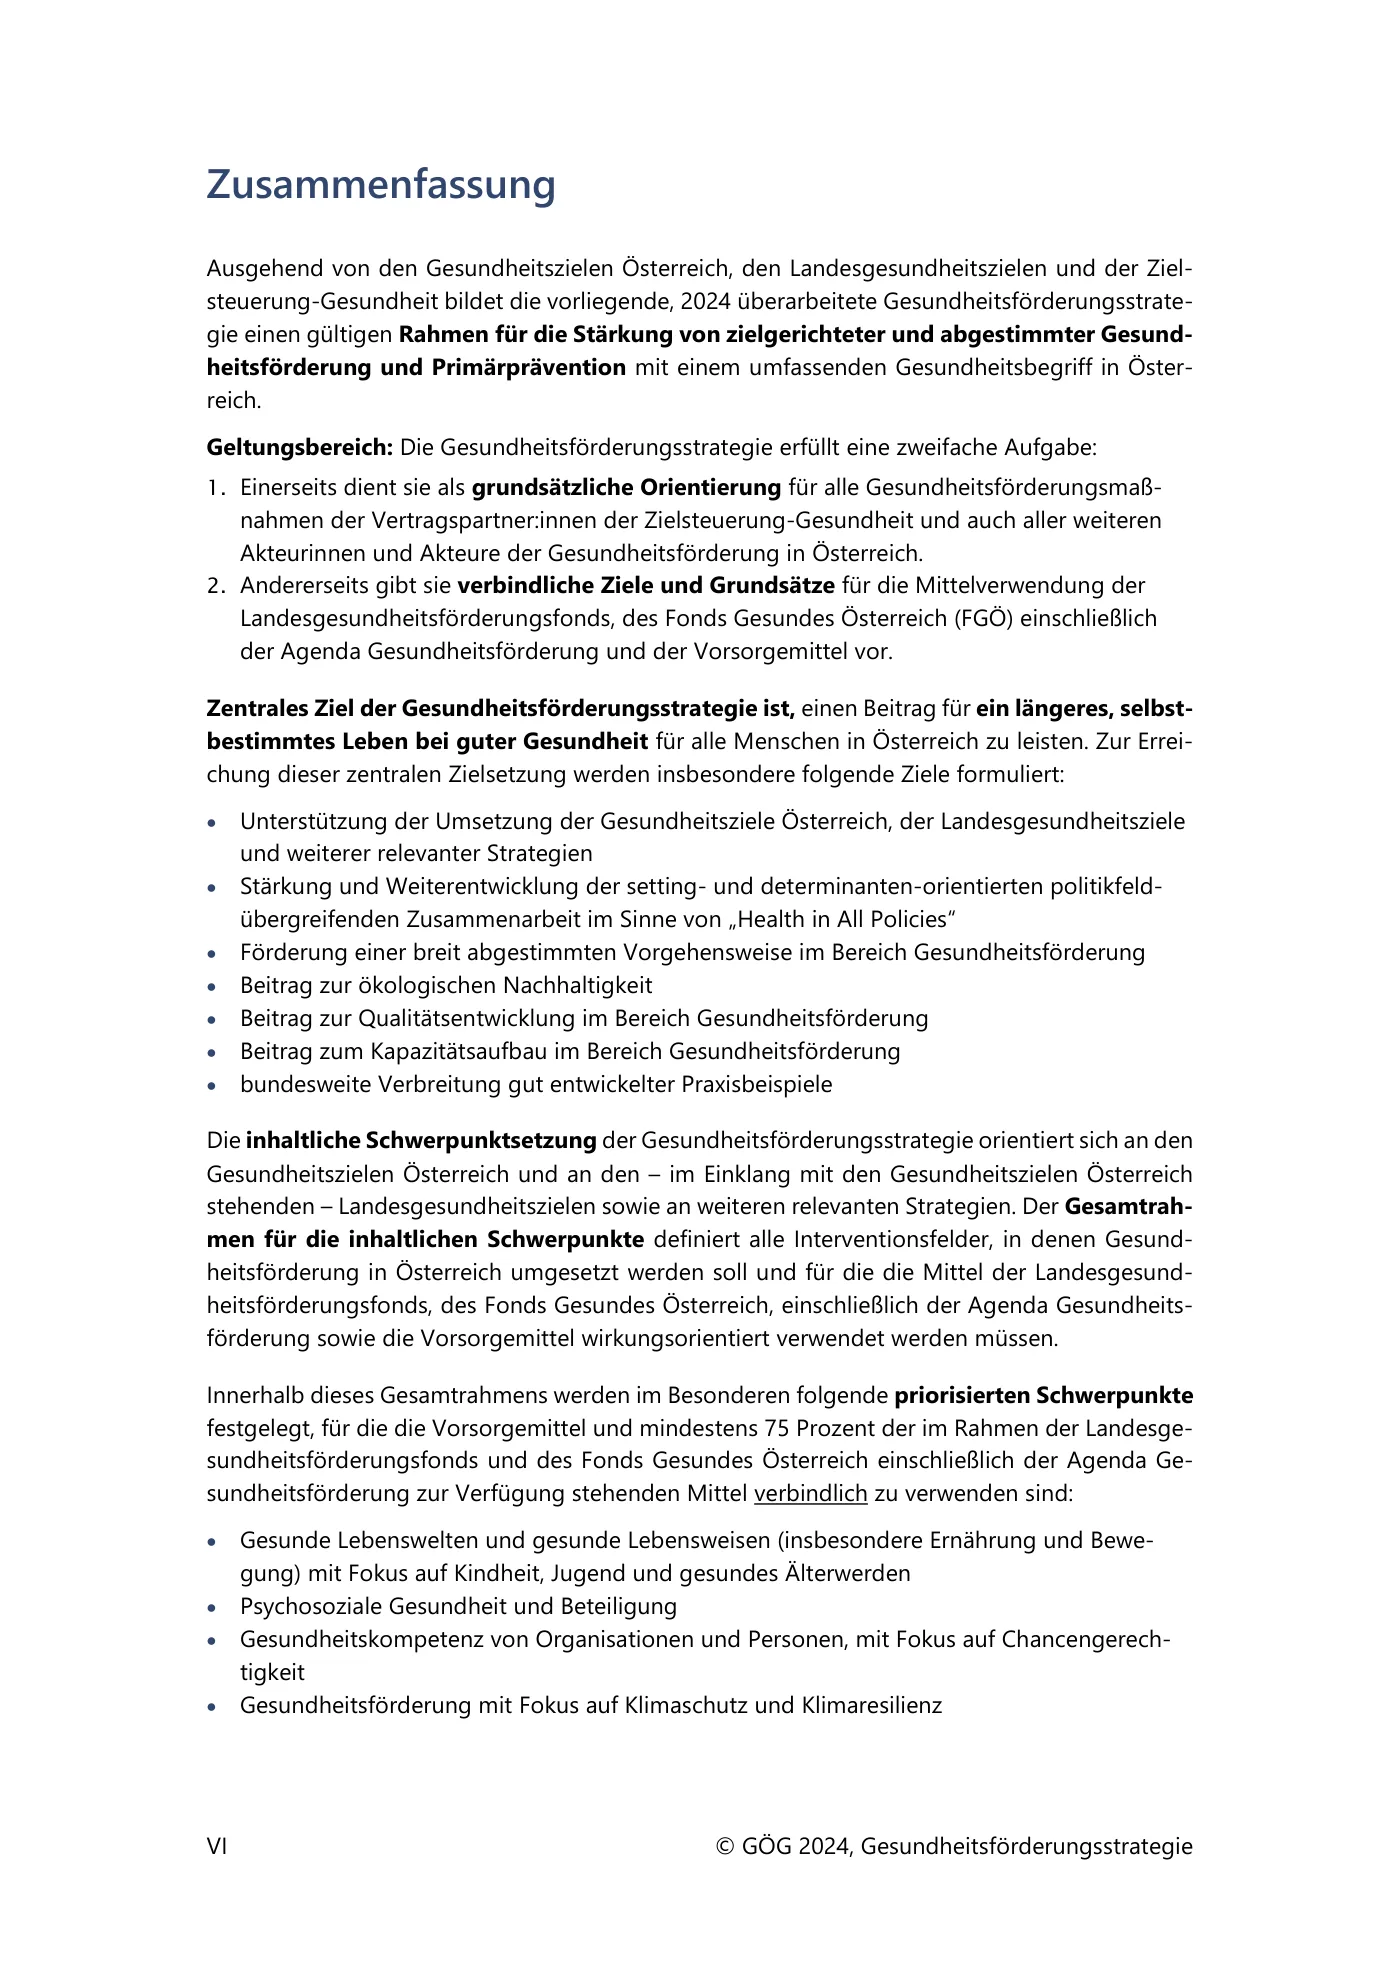 Zusammenfassung
Ausgehend von den Gesundheitszielen Österreich, den Landesgesundheitszielen und der Ziel-
steuerung-Gesundheit bildet die vorliegende, 2024 überarbeitete Gesundheitsförderungsstrate-
gie einen gültigen Rahmen für die Stärkung von zielgerichteter und abgestimmter Gesund-
heitsförderung und Primärprävention mit einem umfassenden Gesundheitsbegriff in Öster-
reich.
Geltungsbereich: Die Gesundheitsförderungsstrategie erfüllt eine zweifache Aufgabe:
1. Einerseits dient sie als grundsätzliche Orientierung für alle Gesundheitsförderungsmaß-
nahmen der Vertragspartner:innen der Zielsteuerung-Gesundheit und auch aller weiteren
Akteurinnen und Akteure der Gesundheitsförderung in Österreich.
2. Andererseits gibt sie verbindliche Ziele und Grundsätze für die Mittelverwendung der
Landesgesundheitsförderungsfonds, des Fonds Gesundes Österreich (FGÖ) einschließlich
der Agenda Gesundheitsförderung und der Vorsorgemittel vor.
Zentrales Ziel der Gesundheitsförderungsstrategie ist, einen Beitrag für ein längeres, selbst-
bestimmtes Leben bei guter Gesundheit für alle Menschen in Österreich zu leisten. Zur Errei-
chung dieser zentralen Zielsetzung werden insbesondere folgende Ziele formuliert:
• Unterstützung der Umsetzung der Gesundheitsziele Österreich, der Landesgesundheitsziele
und weiterer relevanter Strategien
• Stärkung und Weiterentwicklung der setting- und determinanten-orientierten politikfeld-
übergreifenden Zusammenarbeit im Sinne von „Health in All Policies“
• Förderung einer breit abgestimmten Vorgehensweise im Bereich Gesundheitsförderung
• Beitrag zur ökologischen Nachhaltigkeit
• Beitrag zur Qualitätsentwicklung im Bereich Gesundheitsförderung
• Beitrag zum Kapazitätsaufbau im Bereich Gesundheitsförderung
• bundesweite Verbreitung gut entwickelter Praxisbeispiele
Die inhaltliche Schwerpunktsetzung der Gesundheitsförderungsstrategie orientiert sich an den
Gesundheitszielen Österreich und an den – im Einklang mit den Gesundheitszielen Österreich
stehenden – Landesgesundheitszielen sowie an weiteren relevanten Strategien. Der Gesamtrah-
men für die inhaltlichen Schwerpunkte definiert alle Interventionsfelder, in denen Gesund-
heitsförderung in Österreich umgesetzt werden soll und für die die Mittel der Landesgesund-
heitsförderungsfonds, des Fonds Gesundes Österreich, einschließlich der Agenda Gesundheits-
förderung sowie die Vorsorgemittel wirkungsorientiert verwendet werden müssen.
Innerhalb dieses Gesamtrahmens werden im Besonderen folgende priorisierten Schwerpunkte
festgelegt, für die die Vorsorgemittel und mindestens 75 Prozent der im Rahmen der Landesge-
sundheitsförderungsfonds und des Fonds Gesundes Österreich einschließlich der Agenda Ge-
sundheitsförderung zur Verfügung stehenden Mittel verbindlich zu verwenden sind:
• Gesunde Lebenswelten und gesunde Lebensweisen (insbesondere Ernährung und Bewe-
gung) mit Fokus auf Kindheit, Jugend und gesundes Älterwerden
• Psychosoziale Gesundheit und Beteiligung
• Gesundheitskompetenz von Organisationen und Personen, mit Fokus auf Chancengerech-
tigkeit
• Gesundheitsförderung mit Fokus auf Klimaschutz und Klimaresilienz
VI © GÖG 2024, Gesundheitsförderungsstrategie